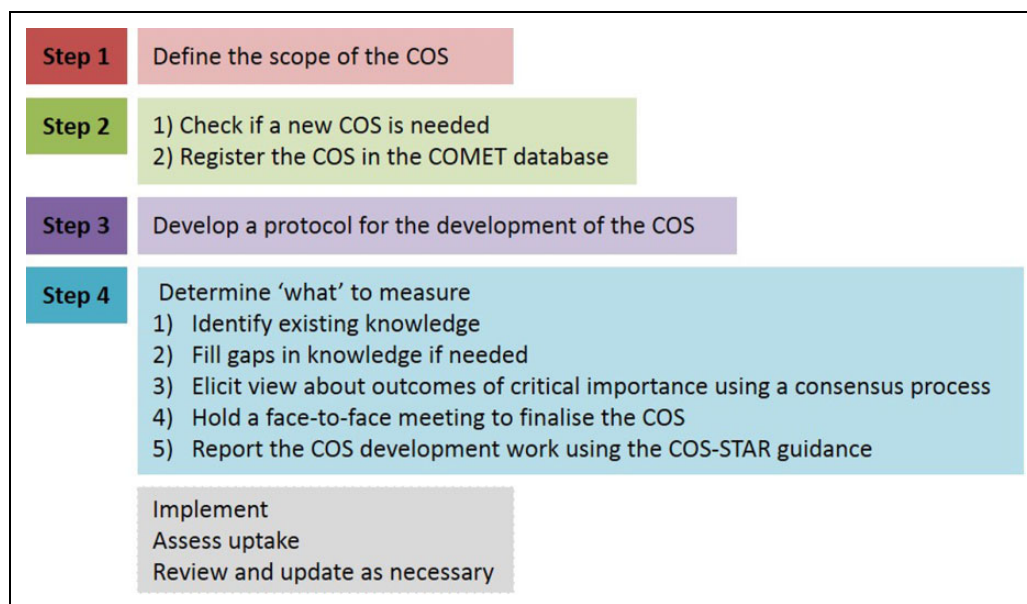 Step 1
Define the scope of the COS
Step 2
1) Check if a new COS is needed
2) Register the COS in the COMET database
Step 3
Develop a protocol for the development of the COS
Step 4
Determine ‘what’ to measure
1) Identify existing knowledge
2) Fill gaps in knowledge if needed
3) Elicit view about outcomes of critical importance using a consensus process
4) Hold a face-to-face meeting to finalise the COS
5) Report the COS development work using the COS-STAR guidance
Implement
Assess uptake
Review and update as necessary